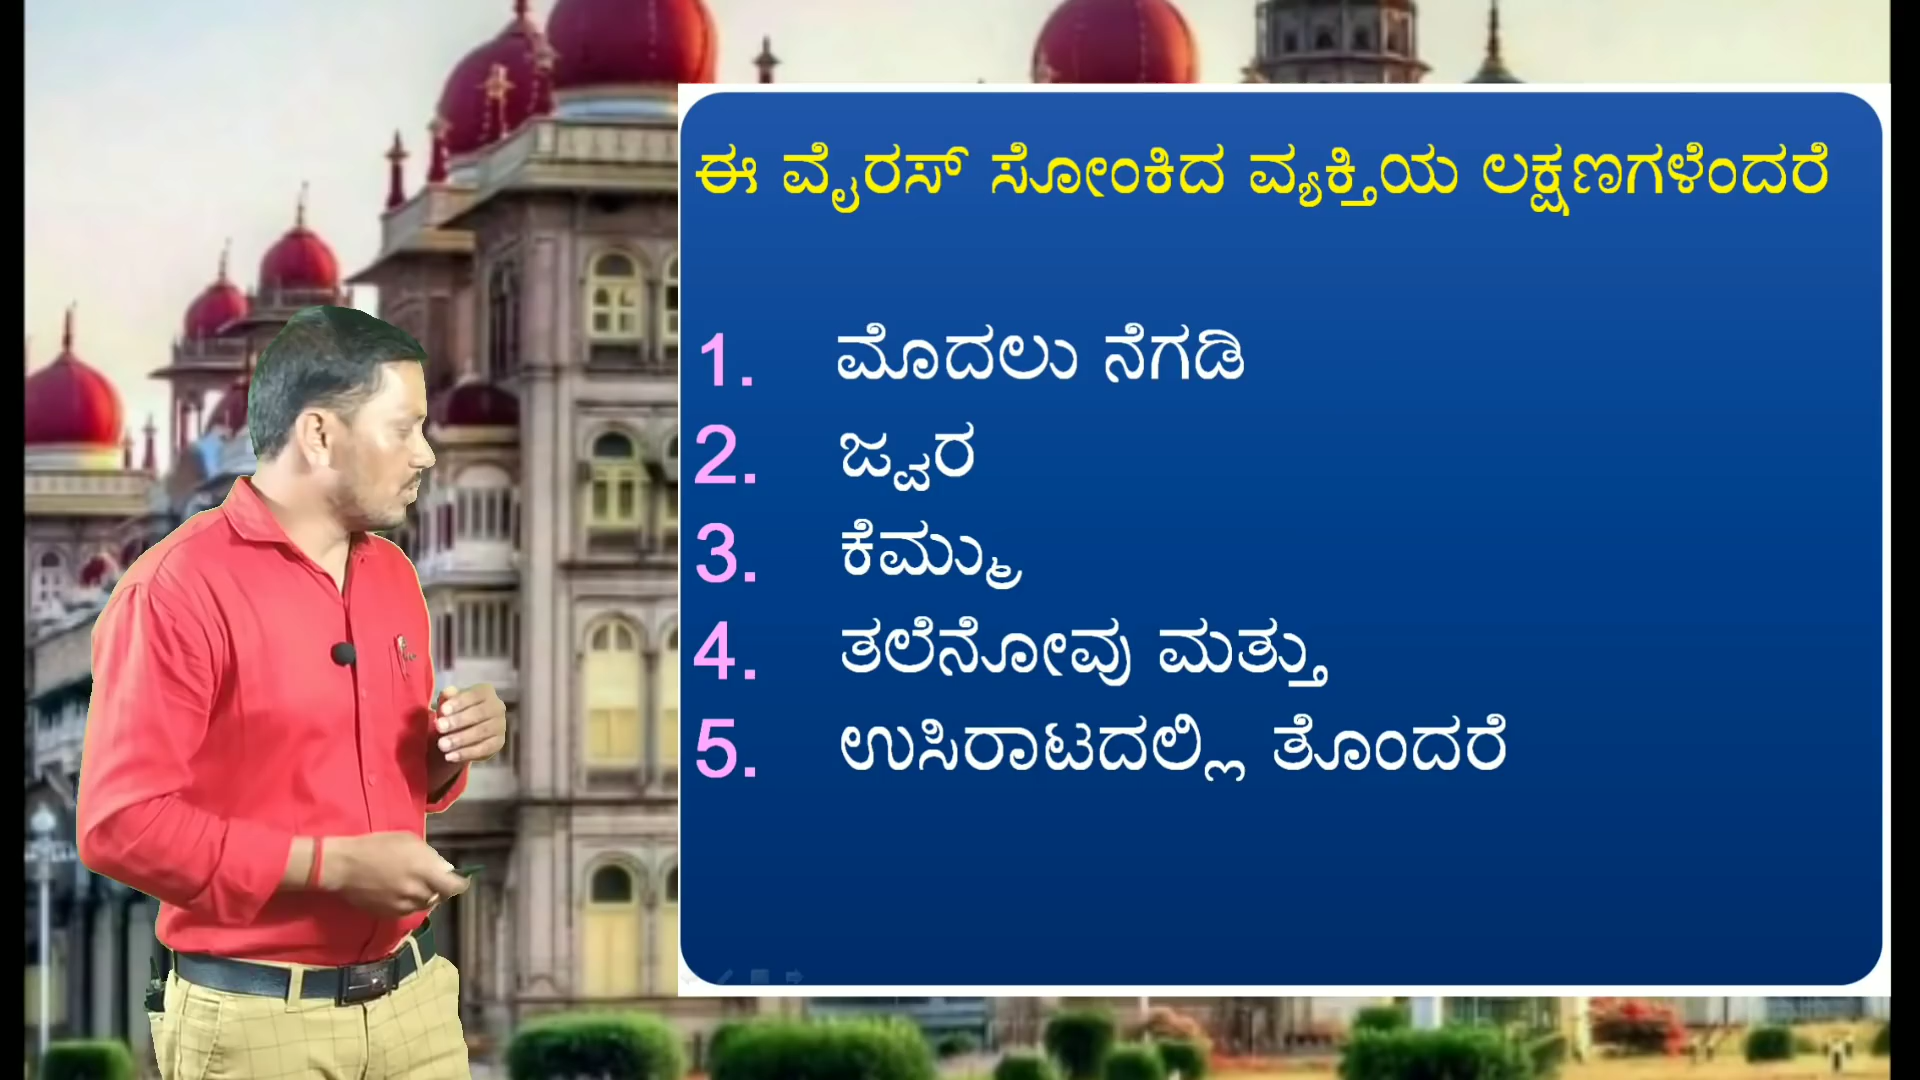 ಈ ವೈರಸ್ ಸೋಂಕಿದ ವ್ಯಕ್ತಿಯ ಲಕ್ಷಣಗಳೆಂದರೆ
1. ಮೊದಲು ನೆಗಡಿ
2. ಜ್ವರ
3. ಕೆಮ್ಮು
4. ತಲೆನೋವು ಮತ್ತು
5. ಉಸಿರಾಟದಲ್ಲಿ ತೊಂದರೆ